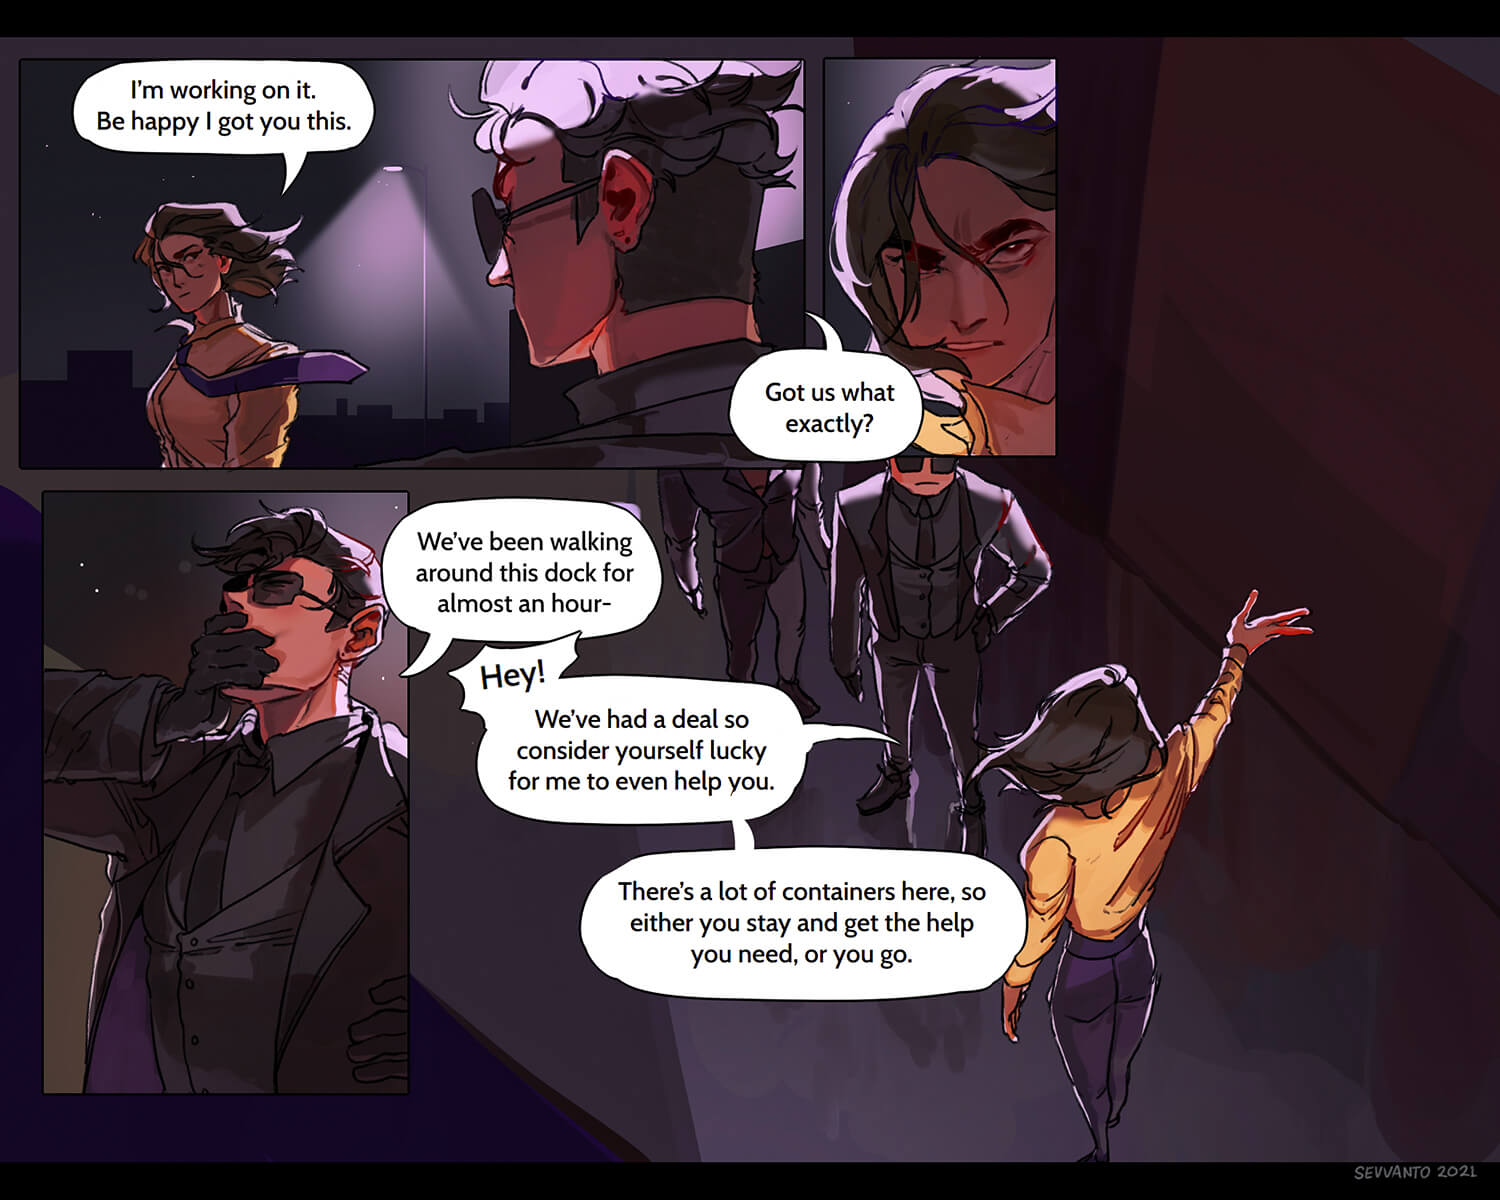 I'm working on it.
Be happy I got you this.
Got us what
exactly?
We've been walking
around this dock for
almost an hour-
Hey!
We've had a deal so
consider yourself lucky
for me to even help you.
There's a lot of containers here, so
either you stay and get the help
you need, or you go.
SEVVANTO 2021